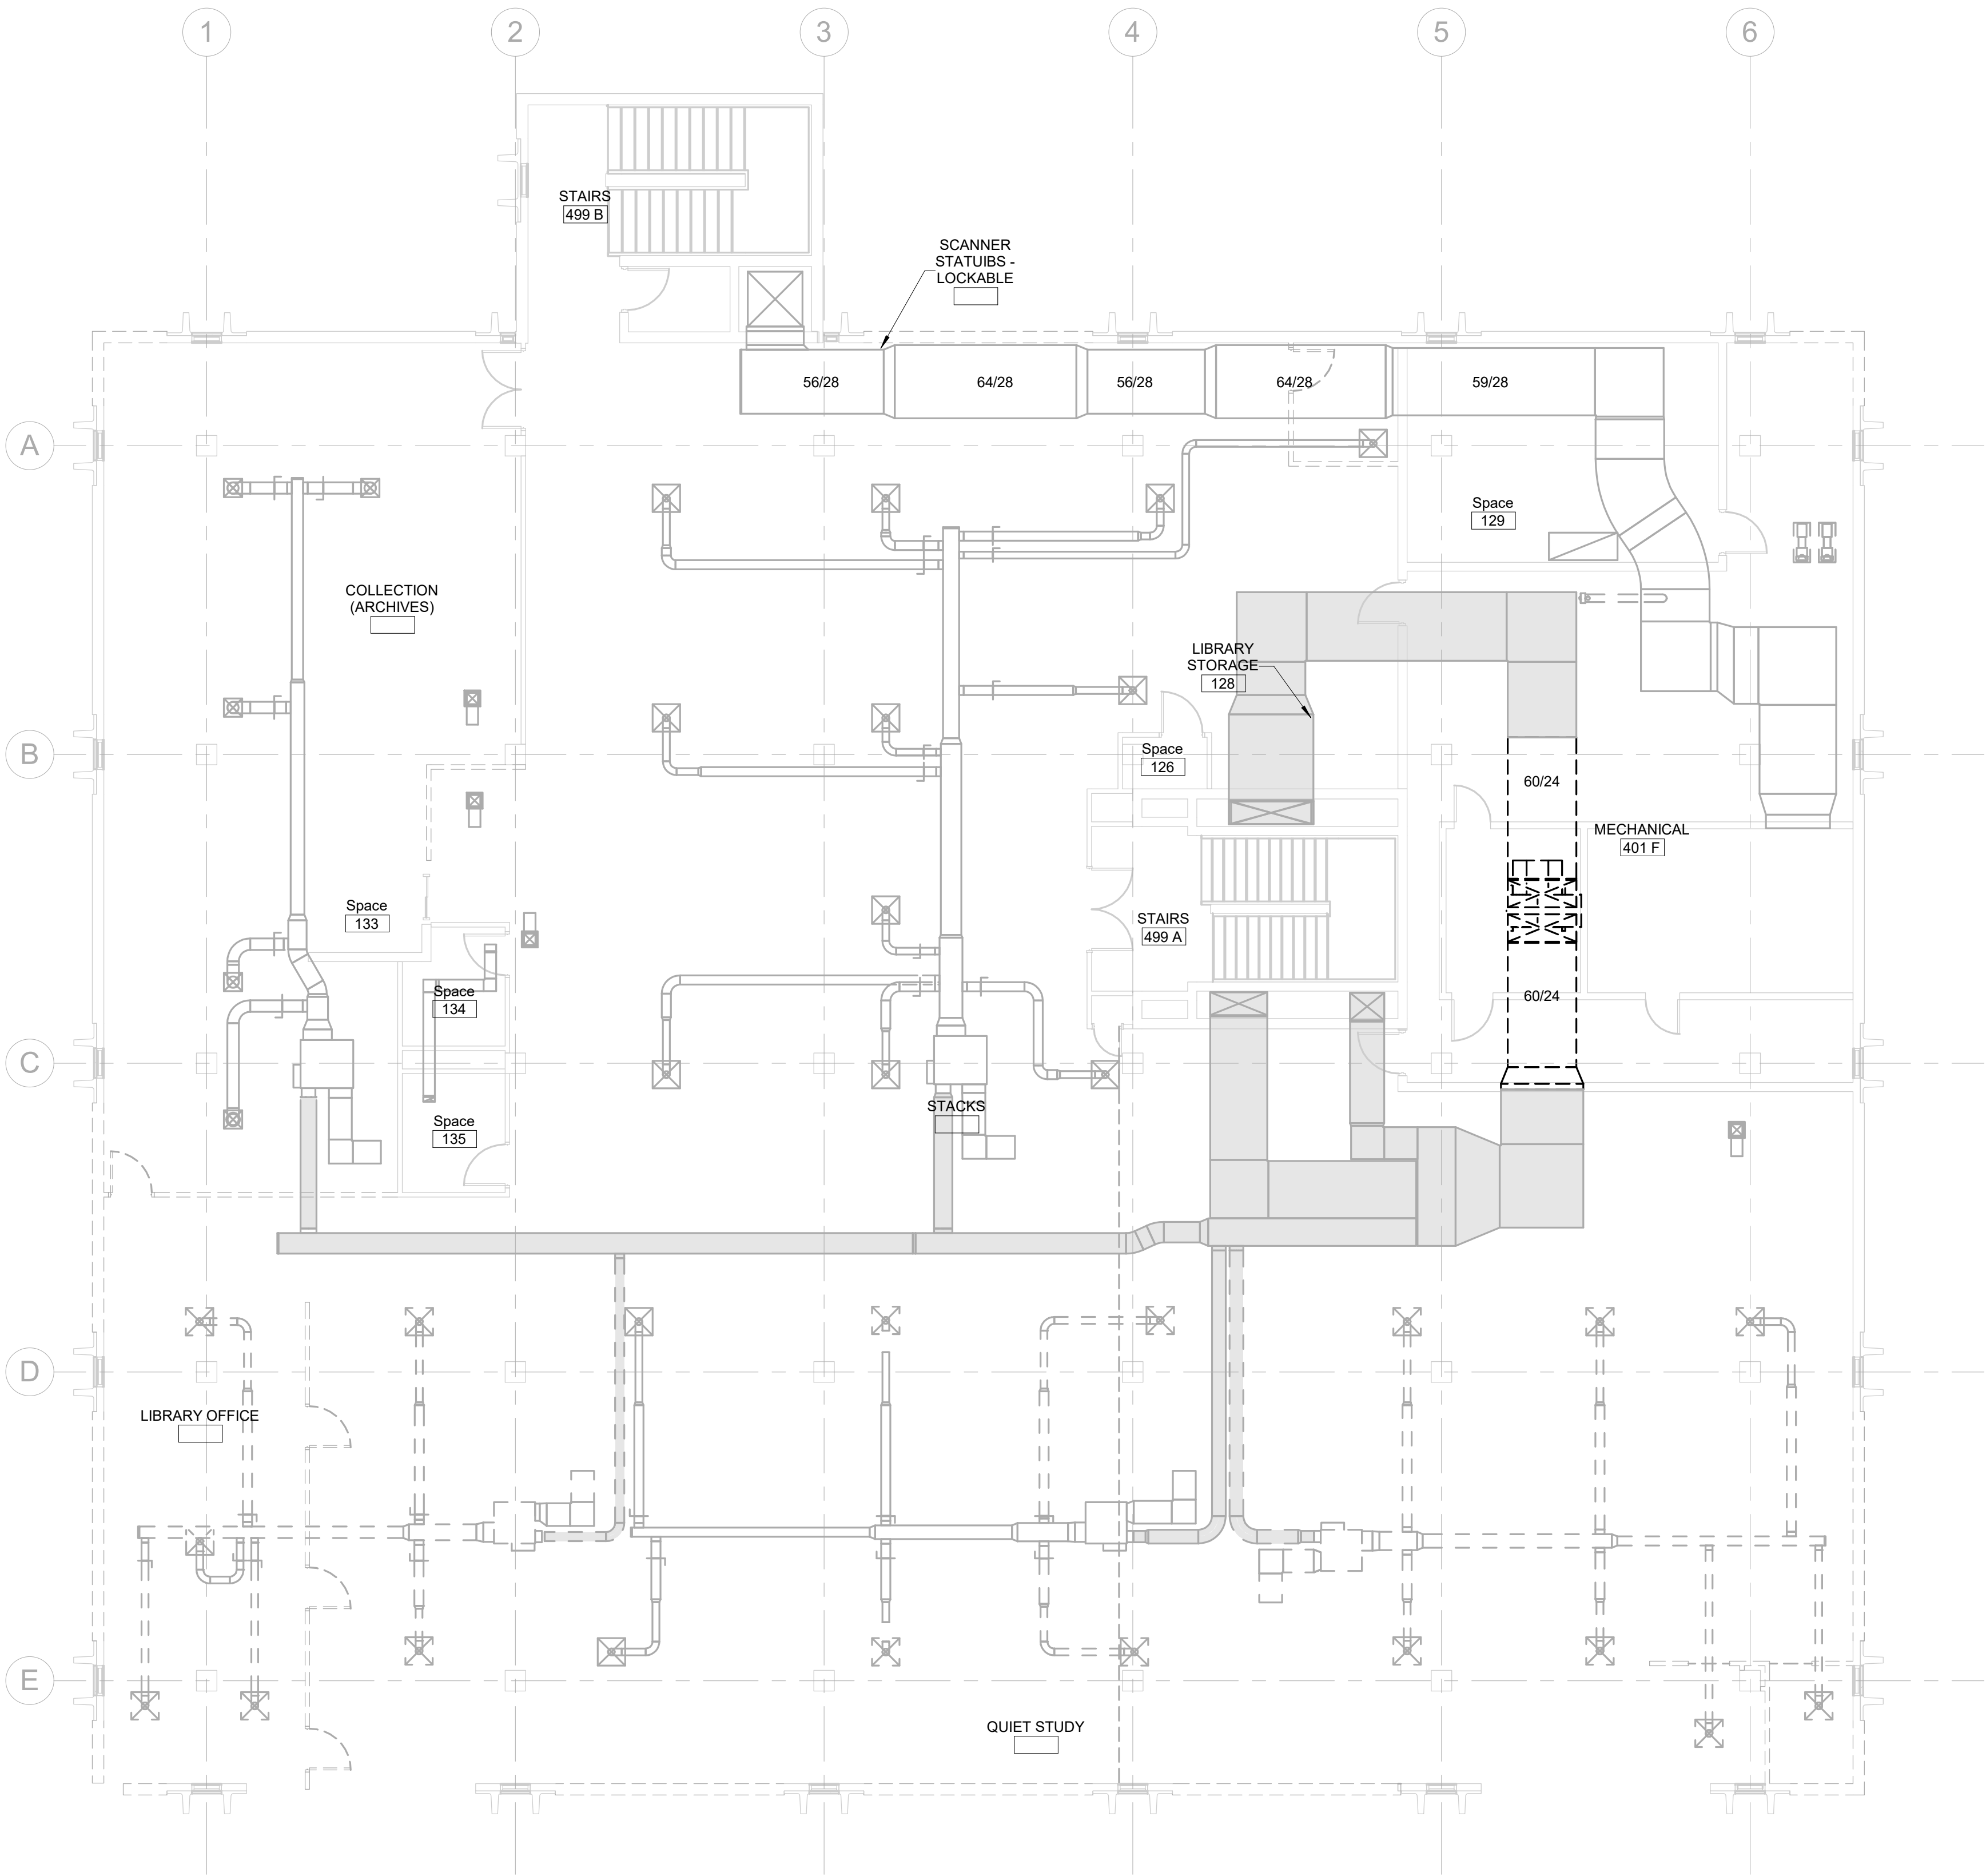 1
2
3
4
5
6
STAIRS
499 B
SCANNER
STATUIBS -
LOCKABLE
56/28
64/28
56/28
64/28
59/28
A
Space
129
COLLECTION
(ARCHIVES)
LIBRARY
STORAGE
128
B
Space
126
60/24
MECHANICAL
401 F
Space
133
STAIRS
499 A
Space
134
60/24
C
STACKS
Space
135
D
LIBRARY OFFICE
E
QUIET STUDY